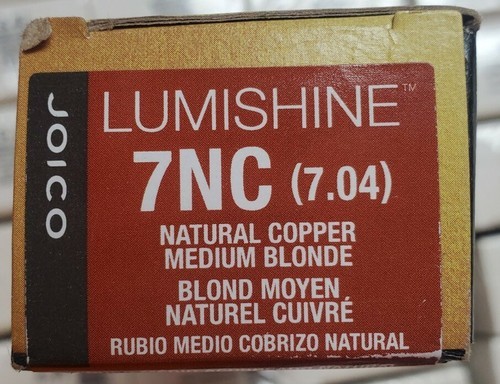 JOICO
LUMISHINE™
7NC (7.04)
NATURAL COPPER
MEDIUM BLONDE
BLOND MOYEN
NATUREL CUIVRÉ
RUBIO MEDIO COBRIZO NATURAL